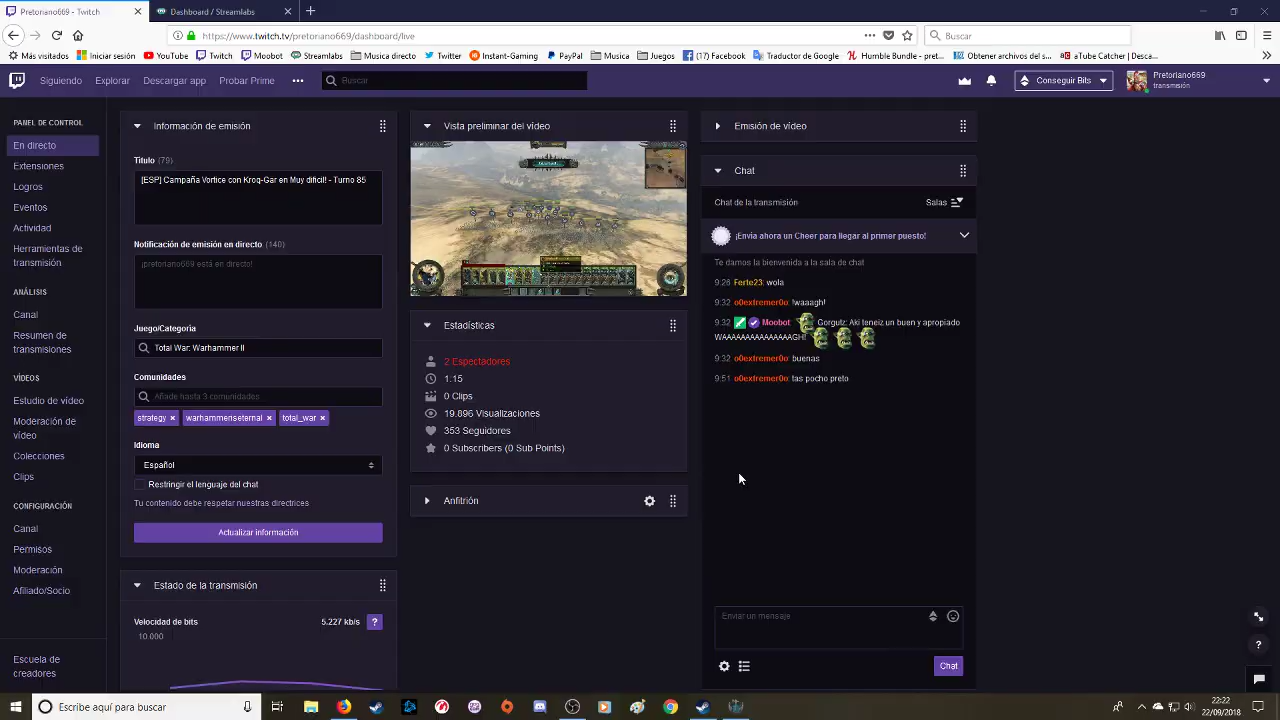 Pretoriano669 - Twitch
Dashboard / Streamlabs
https://www.twitch.tv/pretoriano669/dashboard/live
Buscar
Más visitados
Iniciar sesión
YouTube
Twitch
Moobot
Streamlabs
Musica directo
Twitter
Instant-Gaming
PayPal
Musica
Juegos
(17) Facebook
Traductor de Google
Humble Bundle - pret...
Obtener archivos del s...
aTube Catcher | Desca...
Siguiendo
Explorar
Descargar app
Probar Prime
Buscar
Conseguir Bits
Pretoriano669
transmisión
PANEL DE CONTROL
En directo
Extensiones
Logros
Eventos
Actividad
Herramientas de
transmisión
ANÁLISIS
Canal
Resumen de
transmisiones
VÍDEOS
Estudio de vídeo
Moderación de
vídeo
Colecciones
Clips
CONFIGURACIÓN
Canal
Permisos
Moderación
Afiliado/Socio
Escuela de
creadores
Información de emisión
Título (79)
[ESP] Campaña Vortice con Kroq-Gar en Muy dificil! - Turno 85
Notificación de emisión en directo (140)
¡pretoriano669 está en directo!
Juego/Categoría
Total War: Warhammer II
Comunidades
Añade hasta 3 comunidades
strategy ×
warhammeriseternal ×
total_war ×
Idioma
Español
Restringir el lenguaje del chat
Tu contenido debe respetar nuestras directrices
Actualizar información
Estado de la transmisión
Velocidad de bits
5.227 kb/s
?
10.000
Vista preliminar del vídeo
Estadísticas
2 Espectadores
1:15
0 Clips
19.896 Visualizaciones
353 Seguidores
0 Subscribers (0 Sub Points)
Anfitrión
Emisión de vídeo
Chat
Chat de la transmisión
Salas
¡Envía ahora un Cheer para llegar al primer puesto!
Te damos la bienvenida a la sala de chat
9:26 Ferte23: wola
9:32 o0extremer0o: !waaagh!
9:32 Moobot Gorgutz: Aki teneiz un buen y apropiado
WAAAAAAAAAAAAAAGH!
9:32 o0extremer0o: buenas
9:51 o0extremer0o: tas pocho preto
Enviar un mensaje
Chat
?
Escribe aquí para buscar
22:22
22/09/2018